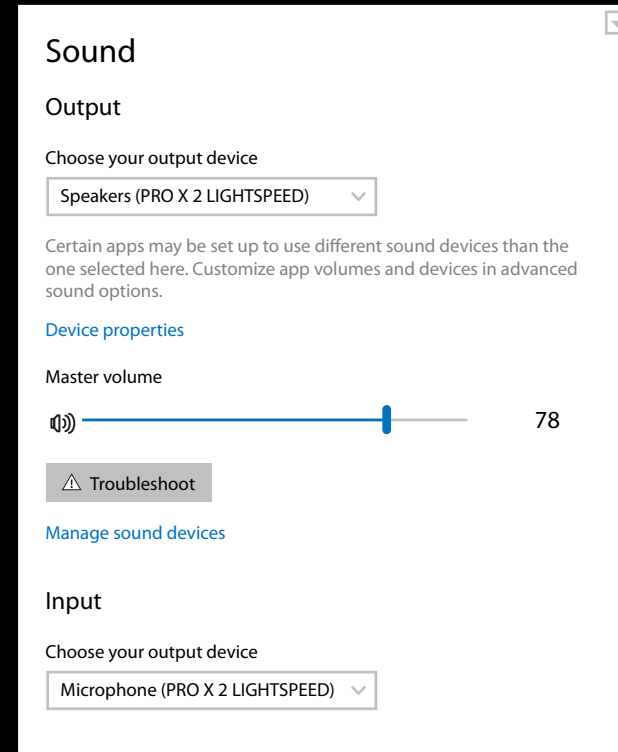 Sound
Output
Choose your output device
Speakers (PRO X 2 LIGHTSPEED)
Certain apps may be set up to use different sound devices than the
one selected here. Customize app volumes and devices in advanced
sound options.
Device properties
Master volume
78
Troubleshoot
Manage sound devices
Input
Choose your output device
Microphone (PRO X 2 LIGHTSPEED)